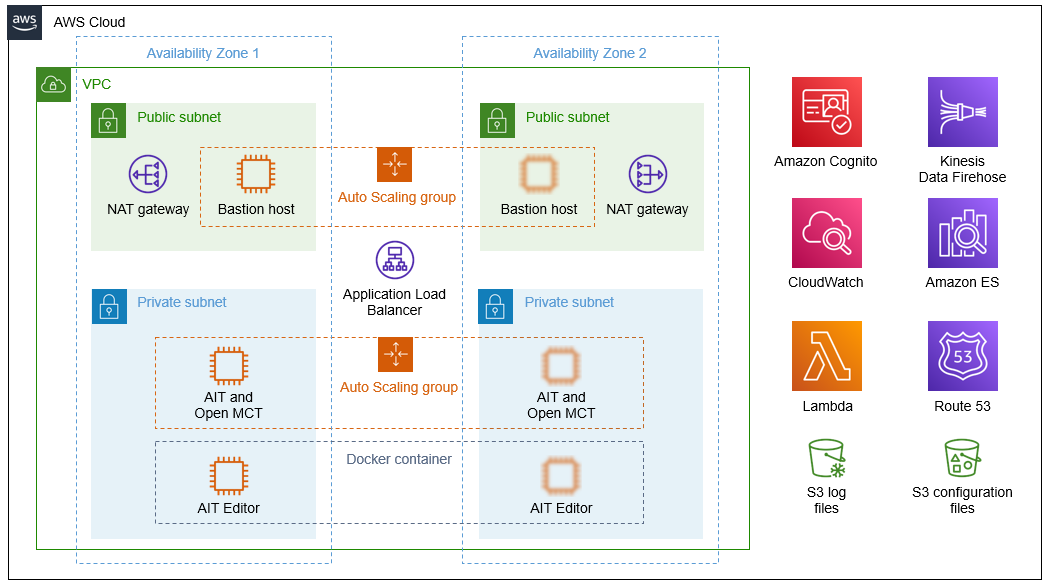 aws
AWS Cloud
Availability Zone 1
Availability Zone 2
VPC
Public subnet
Public subnet
NAT gateway
Bastion host
Auto Scaling group
Bastion host
NAT gateway
Application Load
Balancer
Private subnet
Private subnet
AIT and
Open MCT
Auto Scaling group
AIT and
Open MCT
Docker container
AIT Editor
AIT Editor
Amazon Cognito
Kinesis
Data Firehose
CloudWatch
Amazon ES
53
Lambda
Route 53
S3 log
files
S3 configuration
files